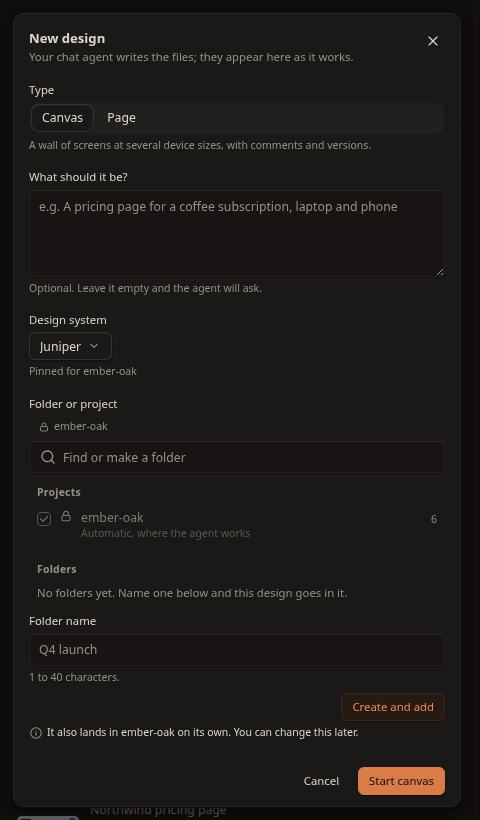 New design
Your chat agent writes the files; they appear here as it works.
Type
Canvas Page
A wall of screens at several device sizes, with comments and versions.
What should it be?
e.g. A pricing page for a coffee subscription, laptop and phone
Optional. Leave it empty and the agent will ask.
Design system
Juniper
Pinned for ember-oak
Folder or project
ember-oak
Find or make a folder
Projects
ember-oak 6
Automatic, where the agent works
Folders
No folders yet. Name one below and this design goes in it.
Folder name
Q4 launch
1 to 40 characters.
Create and add
It also lands in ember-oak on its own. You can change this later.
Cancel Start canvas
Northwind pricing page